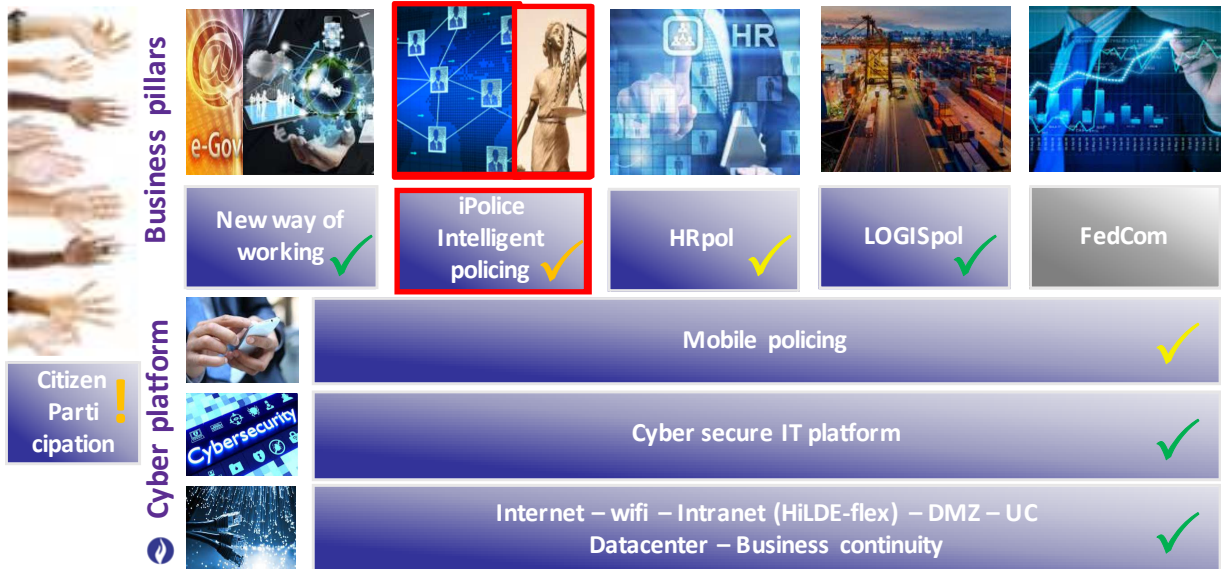 Business pillars
@
e-Gov
HR
New way of
working
iPolice
Intelligent
policing
HRpol
LOGISpol
FedCom
Citizen
Parti
cipation
!
Cyber platform
Mobile policing
Cybersecurity
Cyber secure IT platform
Internet – wifi – Intranet (HiLDE-flex) – DMZ – UC
Datacenter – Business continuity